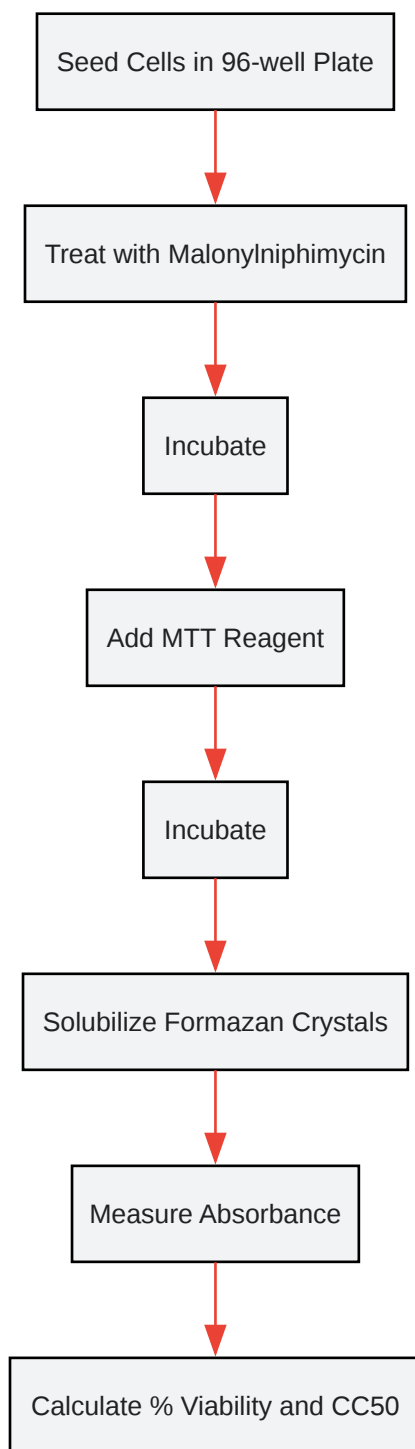 Seed Cells in 96-well Plate
Treat with Malonylniphimycin
Incubate
Add MTT Reagent
Incubate
Solubilize Formazan Crystals
Measure Absorbance
Calculate % Viability and CC50